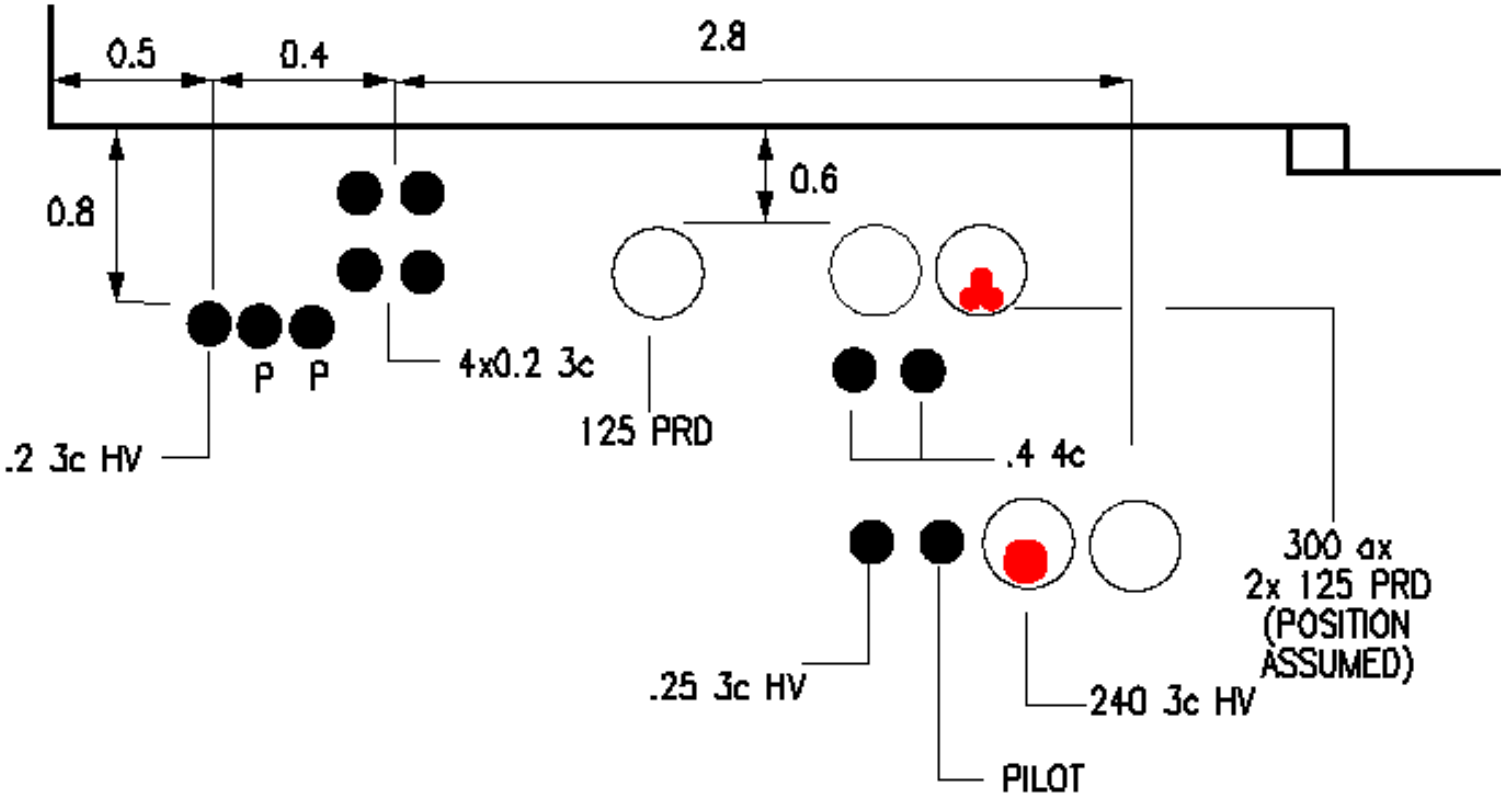 0.5
0.4
2.8
0.8
0.6
P
P
4x0.2 3c
125 PRD
.2 3c HV
.4 4c
300 ax
2x 125 PRD
(POSITION
ASSUMED)
.25 3c HV
240 3c HV
PILOT